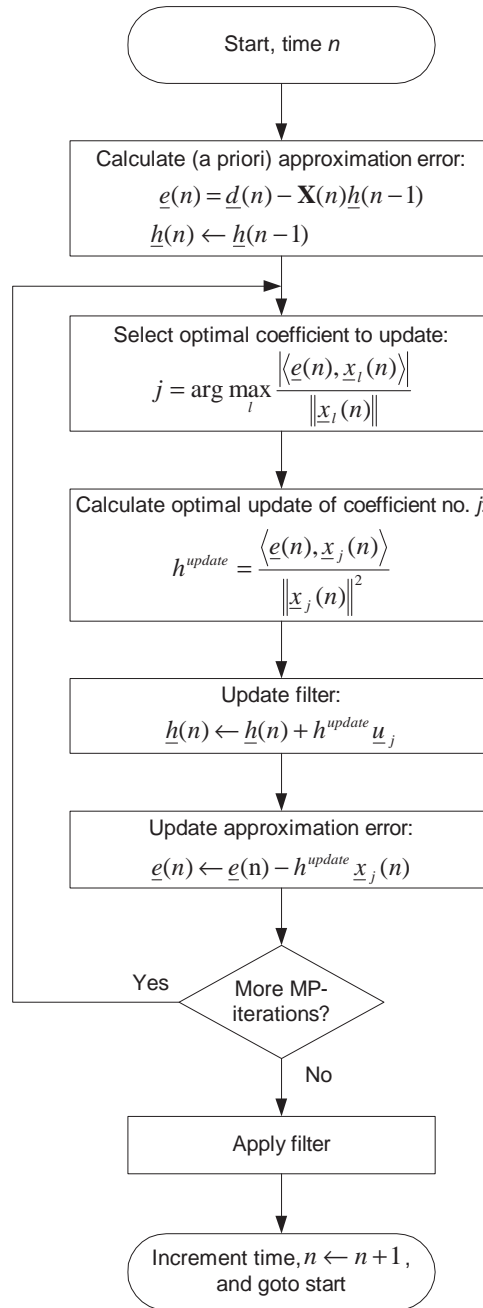 Start, time n
Calculate (a priori) approximation error:
e(n) = d(n) − X(n)h(n−1)
h(n) ← h(n−1)
Select optimal coefficient to update:
j = arg max_l |⟨e(n), x_l(n)⟩| / ‖x_l(n)‖
Calculate optimal update of coefficient no. j:
h^update = ⟨e(n), x_j(n)⟩ / ‖x_j(n)‖²
Update filter:
h(n) ← h(n) + h^update u_j
Update approximation error:
e(n) ← e(n) − h^update x_j(n)
Yes
More MP-
iterations?
No
Apply filter
Increment time, n ← n+1,
and goto start